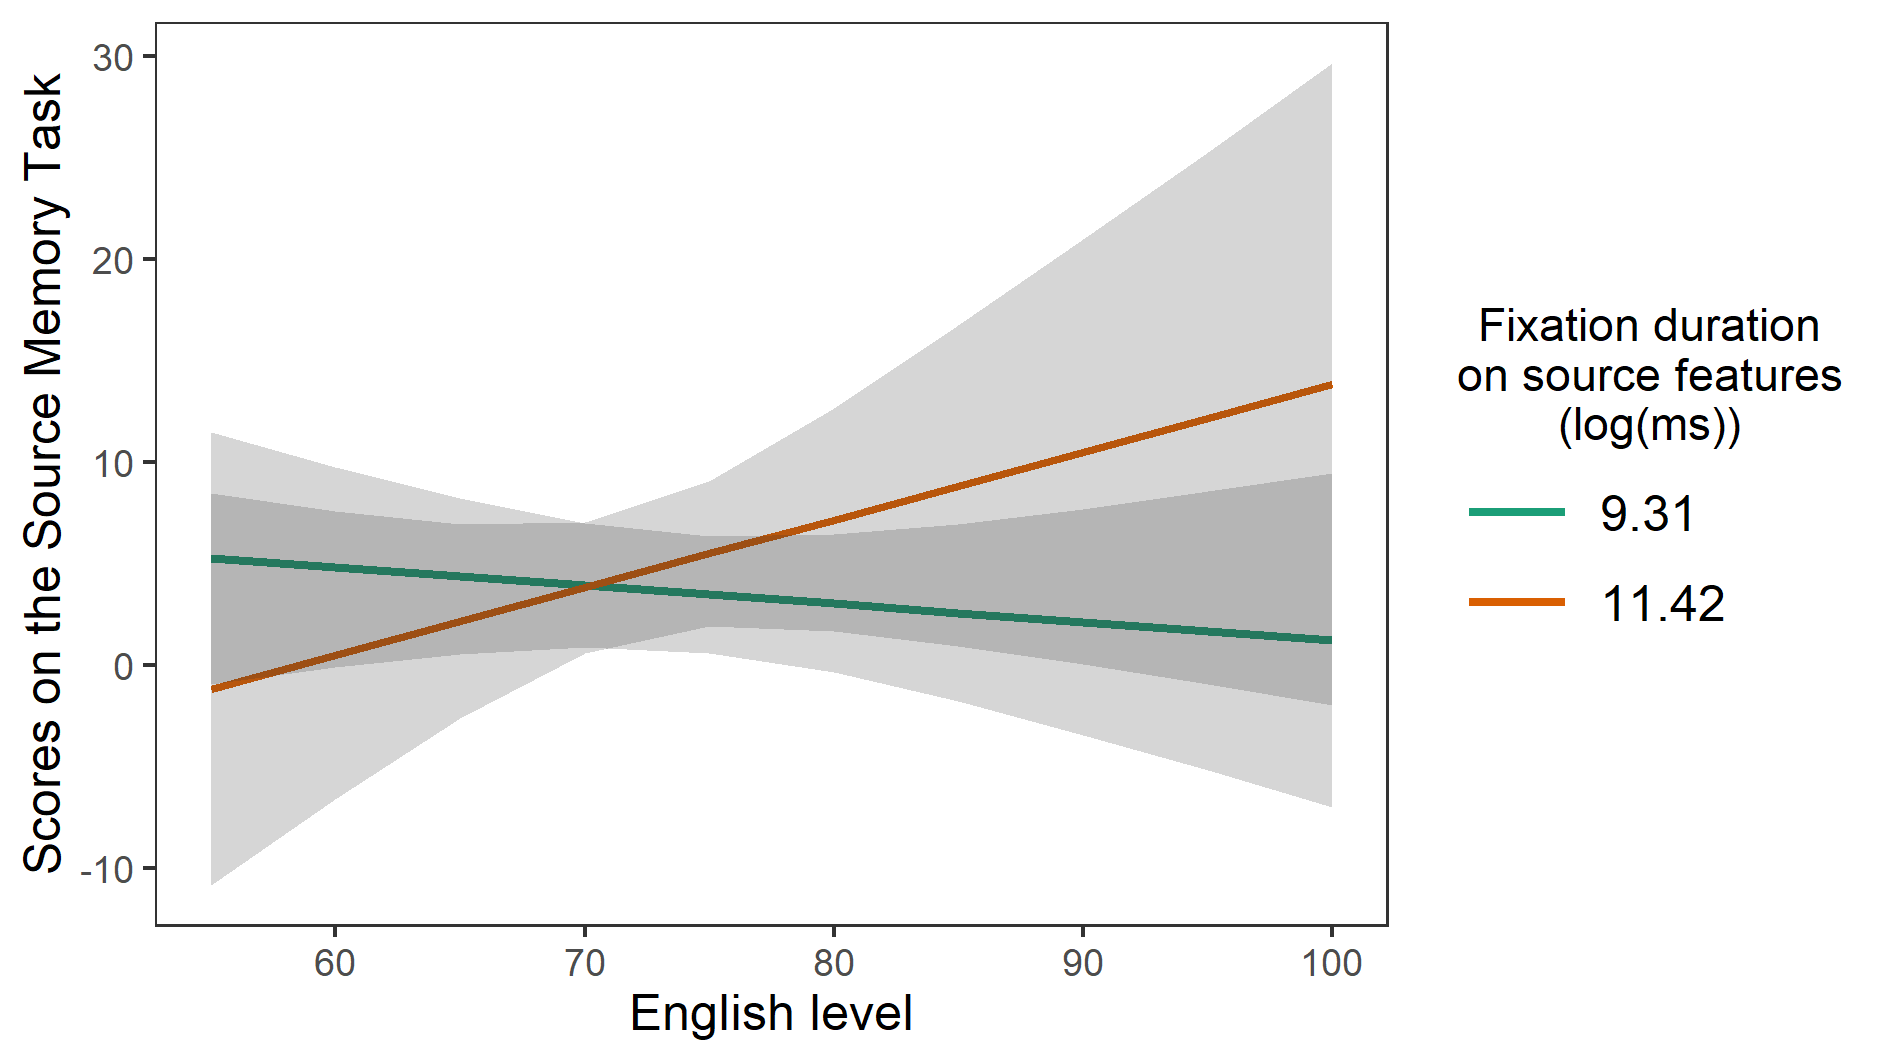 Scores on the Source Memory Task
30
20
10
0
-10
60
70
80
90
100
English level
Fixation duration
on source features
(log(ms))
9.31
11.42